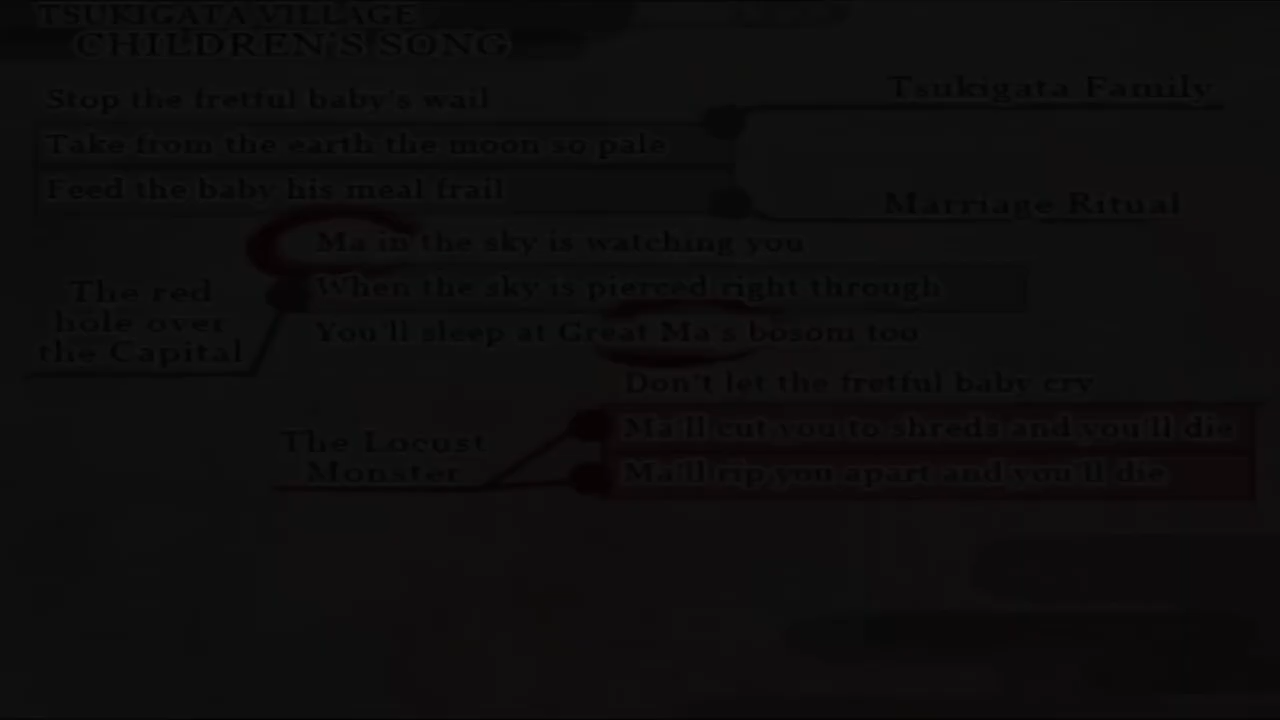 TSUKIGATA VILLAGE
CHILDREN'S SONG
Stop the fretful baby's wail
Take from the earth the moon so pale
Feed the baby his meal frail
Tsukigata Family
Marriage Ritual
Ma in the sky is watching you
When the sky is pierced right through
You'll sleep at Great Ma's bosom too
The red
hole over
the Capital
Don't let the fretful baby cry
Ma'll cut you to shreds and you'll die
Ma'll rip you apart and you'll die
The Locust
Monster